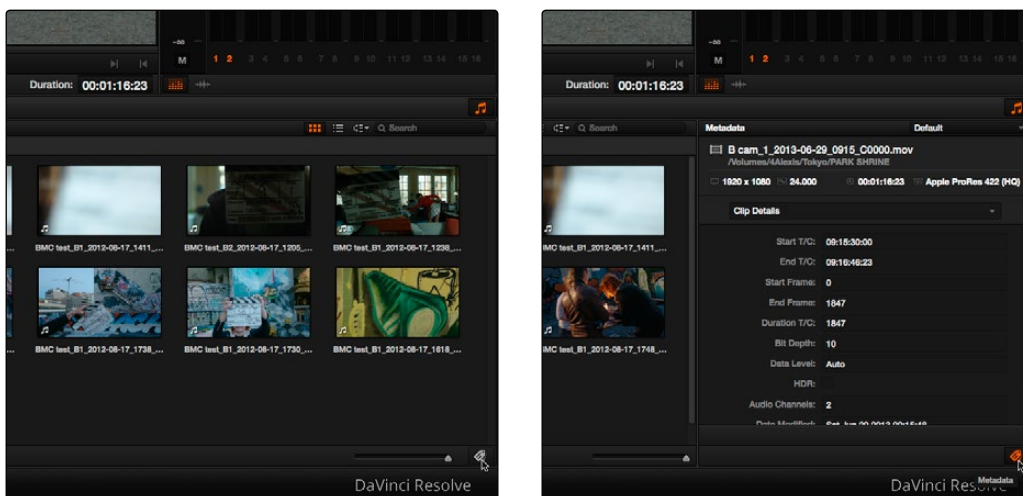 -∞
M
1 2 3 4 5 6 7 8 9 10 11 12 13 14 15 16
Duration: 00:01:16:23
Search
BMC test_B1_2012-08-17_1411_...
BMC test_B2_2012-08-17_1205_...
BMC test_B1_2012-08-17_1238_...
BMC test_B1_2012-08-17_1738_...
BMC test_B1_2012-08-17_1730_...
BMC test_B1_2012-08-17_1618_...
DaVinci Resolve
-∞
M
1 2 3 4 5 6 7 8 9 10 11 12 13 14 15 16
Duration: 00:01:16:23
Search
Metadata Default
B cam_1_2013-06-29_0915_C0000.mov
/Volumes/4Alexis/Tokyo/PARK SHRINE
1920 x 1080 24.000 00:01:16:23 Apple ProRes 422 (HQ)
Clip Details
Start T/C: 09:15:30:00
End T/C: 09:16:46:23
Start Frame: 0
End Frame: 1847
Duration T/C: 1847
Bit Depth: 10
Data Level: Auto
HDR:
Audio Channels: 2
BMC test_B1_2012-08-17_1411_...
BMC test_B1_2012-08-17_1748_...
DaVinci
Metadata